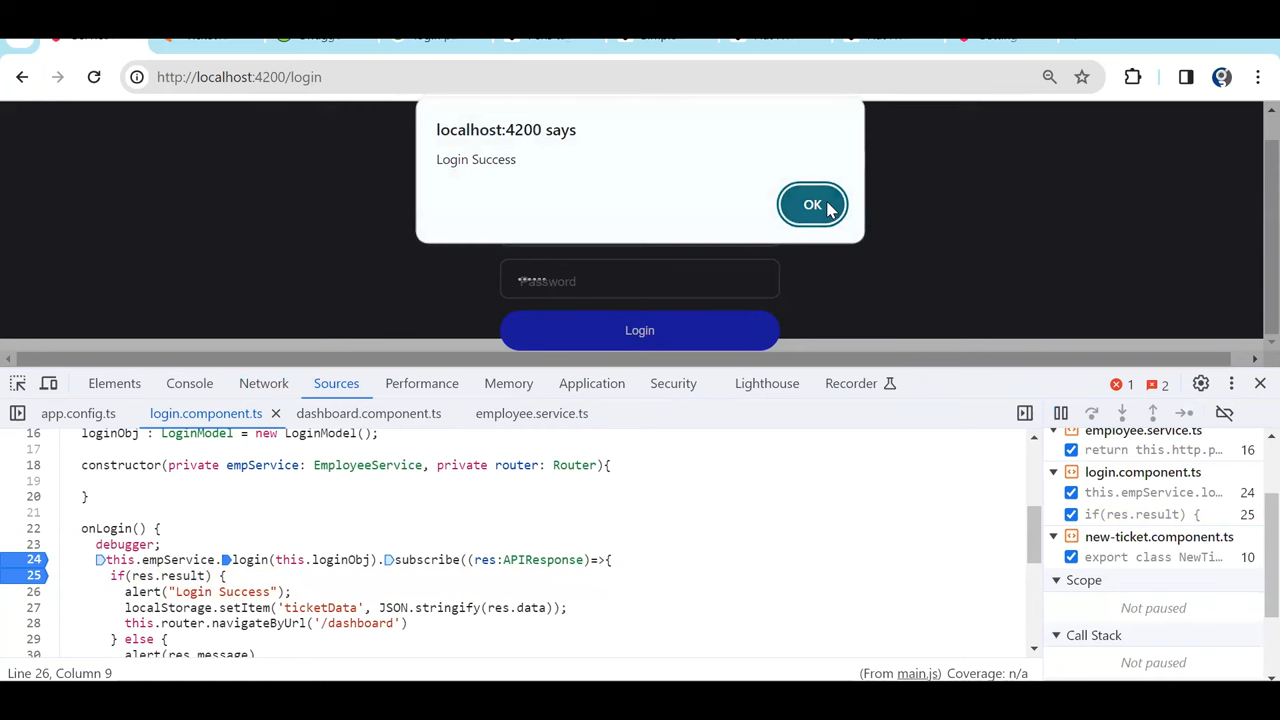 http://localhost:4200/login
localhost:4200 says
Login Success
OK
Password
Login
Elements Console Network Sources Performance Memory Application Security Lighthouse Recorder 1 2
app.config.ts login.component.ts dashboard.component.ts employee.service.ts
16 loginObj : LoginModel = new LoginModel();
17
18 constructor(private empService: EmployeeService, private router: Router){
19
20 }
21
22 onLogin() {
23 debugger;
24 this.empService.login(this.loginObj).subscribe((res:APIResponse)=>{
25 if(res.result) {
26 alert("Login Success");
27 localStorage.setItem('ticketData', JSON.stringify(res.data));
28 this.router.navigateByUrl('/dashboard')
29 } else {
30 alert(res.message)
employee.service.ts
return this.http.p… 16
login.component.ts
this.empService.lo… 24
if(res.result) { 25
new-ticket.component.ts
export class NewTi… 10
Scope
Not paused
Call Stack
Not paused
Line 26, Column 9 (From main.js) Coverage: n/a